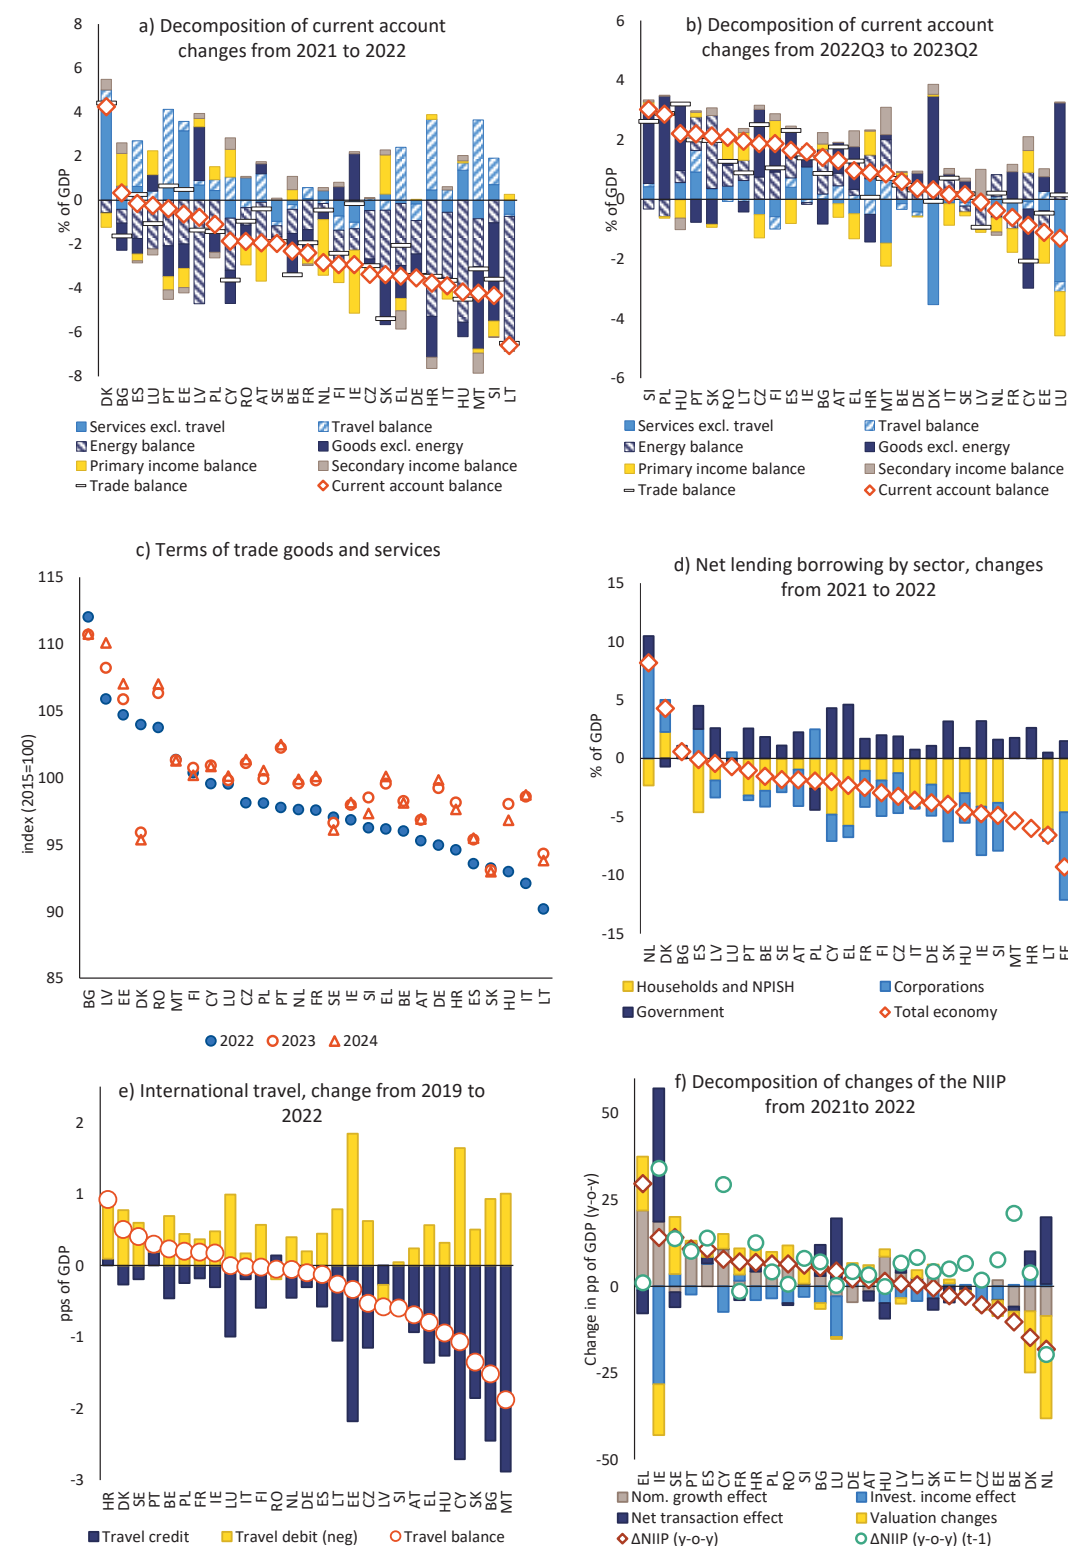 a) Decomposition of current account
changes from 2021 to 2022
8
6
4
2
0
-2
-4
-6
-8
% of GDP
DK BG ES LU PT EE LV PL CY RO AT SE BE FR NL FI IE CZ SK EL DE HR IT HU MT SI LT
Services excl. travel
Travel balance
Energy balance
Goods excl. energy
Primary income balance
Secondary income balance
Trade balance
Current account balance
b) Decomposition of current account
changes from 2022Q3 to 2023Q2
6
4
2
0
-2
-4
-6
% of GDP
SI PL HU PT SK RO LT CZ FR ES IE BG AT EL HR MT BE DE DK IT SE LV NL FR CY EE LU
Services excl. travel
Travel balance
Energy balance
Goods excl. energy
Primary income balance
Secondary income balance
Trade balance
Current account balance
c) Terms of trade goods and services
115
110
105
100
95
90
85
index (2015=100)
BG LV EE DK RO MT FI CY LU CZ PL PT NL FR SE IE SI EL BE AT DE HR ES SK HU IT LT
2022 2023 2024
d) Net lending borrowing by sector, changes
from 2021 to 2022
15
10
5
0
-5
-10
-15
% of GDP
NL DK BG ES LV LU PT BE SE AT PL CY EL FR FI CZ IT DE SK HU IE SI MT HR LT EE
Households and NPISH
Corporations
Government
Total economy
e) International travel, change from 2019 to
2022
2
1
0
-1
-2
-3
pps of GDP
HR DK SE PT BE PL FR IE LU IT FI RO NL DE ES LT EE CZ LV SI AT EL HU CY SK BG MT
Travel credit
Travel debit (neg)
Travel balance
f) Decomposition of changes of the NIIP
from 2021to 2022
50
25
0
-25
-50
Change in pp of GDP (y-o-y)
EL IE SE PT ES CY FR HR PL RO SI BG LU DE AT HU LV LT SK FI IT CZ EE BE DK NL
Nom. growth effect
Invest. income effect
Net transaction effect
Valuation changes
ΔNIIP (y-o-y)
ΔNIIP (y-o-y) (t-1)